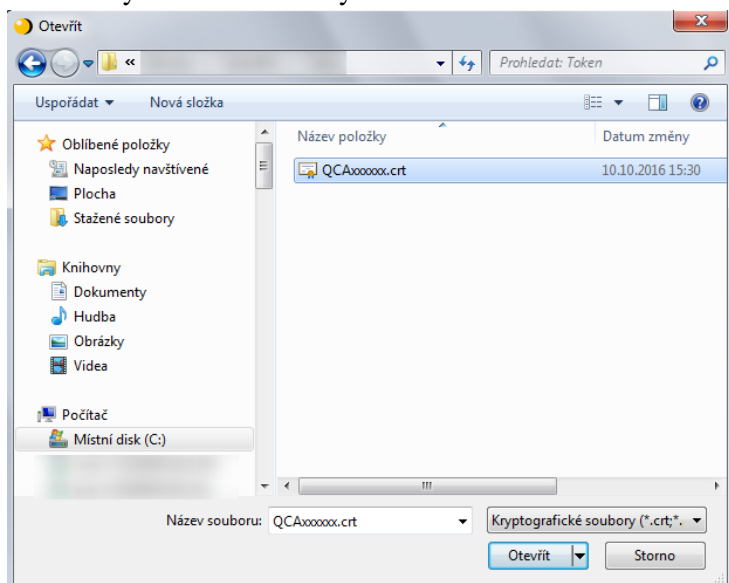 Otevřít
«
Prohledat: Token
Uspořádat
Nová složka
Oblíbené položky
Naposledy navštívené
Plocha
Stažené soubory
Knihovny
Dokumenty
Hudba
Obrázky
Videa
Počítač
Místní disk (C:)
Název položky
Datum změny
QCAxxxxxx.crt
10.10.2016 15:30
Název souboru:
QCAxxxxxx.crt
Kryptografické soubory (*.crt;*.
Otevřít
Storno